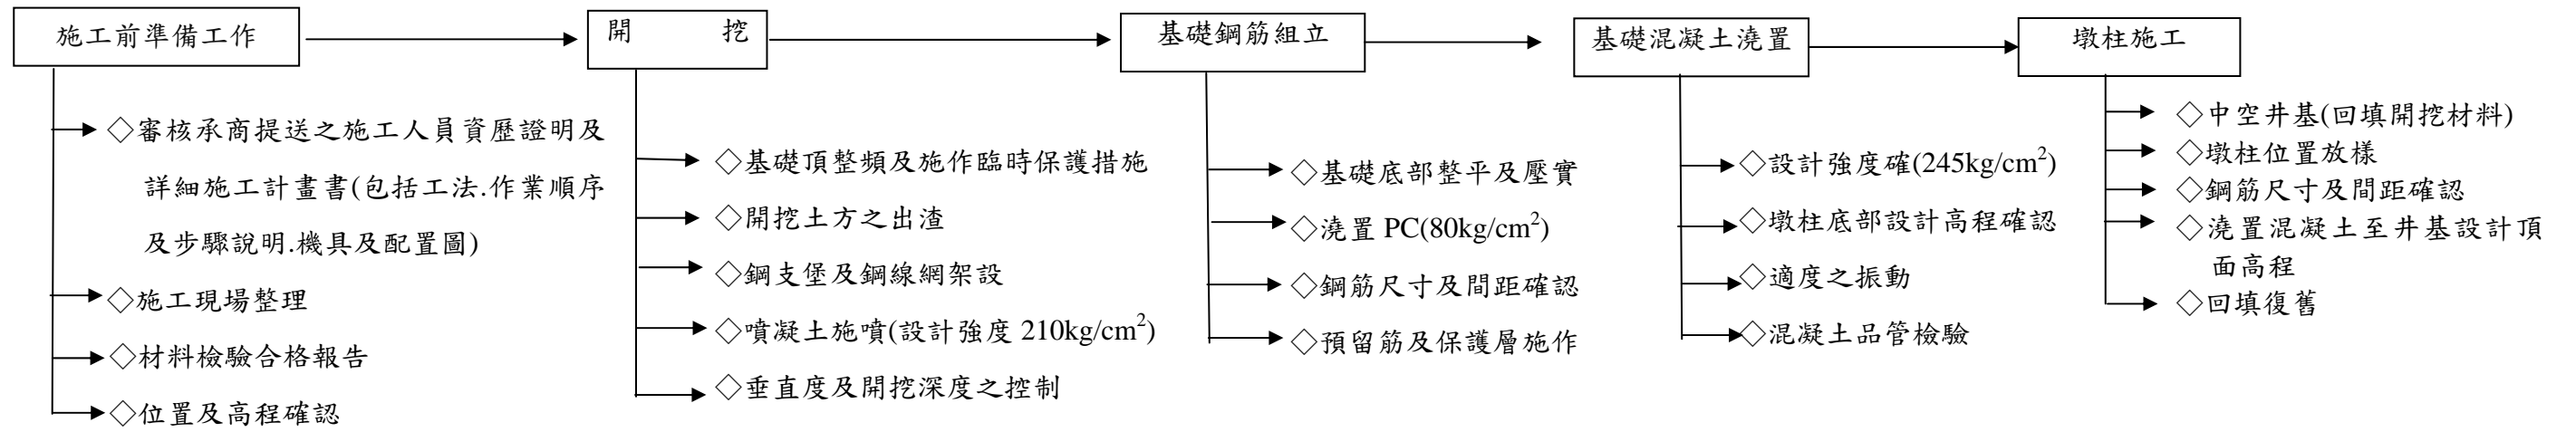 施工前準備工作
◇審核承商提送之施工人員資歷證明及
詳細施工計畫書(包括工法.作業順序
及步驟說明.機具及配置圖)
◇施工現場整理
◇材料檢驗合格報告
◇位置及高程確認
開 挖
◇基礎頂整頻及施作臨時保護措施
◇開挖土方之出渣
◇鋼支堡及鋼線網架設
◇噴凝土施噴(設計強度 210kg/cm²)
◇垂直度及開挖深度之控制
基礎鋼筋組立
◇基礎底部整平及壓實
◇澆置 PC(80kg/cm²)
◇鋼筋尺寸及間距確認
◇預留筋及保護層施作
基礎混凝土澆置
◇設計強度確(245kg/cm²)
◇墩柱底部設計高程確認
◇適度之振動
◇混凝土品管檢驗
墩柱施工
◇中空井基(回填開挖材料)
◇墩柱位置放樣
◇鋼筋尺寸及間距確認
◇澆置混凝土至井基設計頂
面高程
◇回填復舊